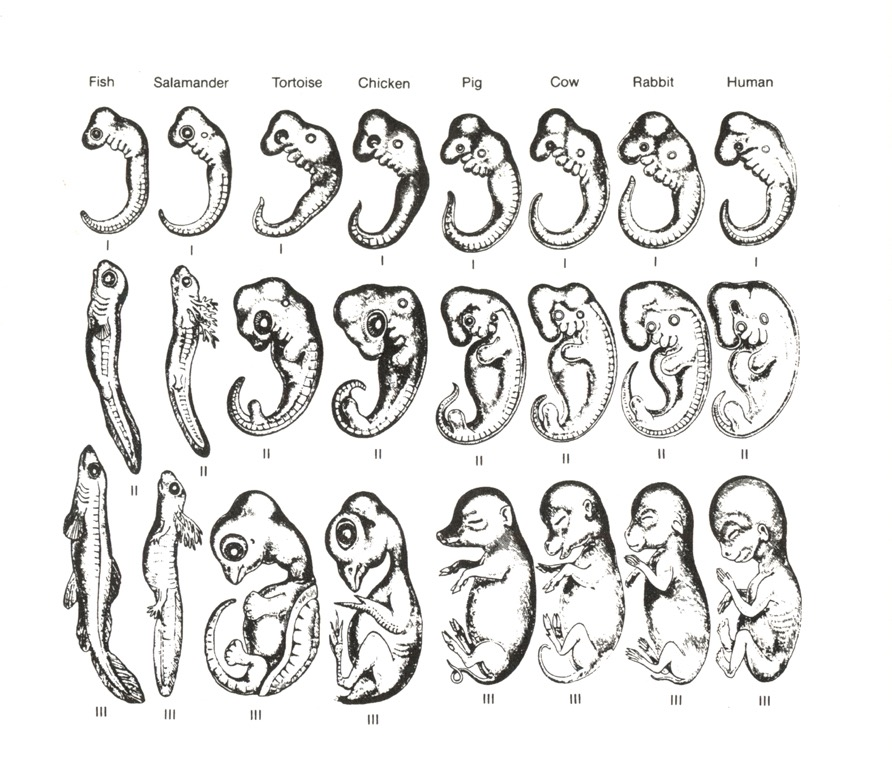 Fish Salamander Tortoise Chicken Pig Cow Rabbit Human
I I I I I I I I
II II II II II II II II
III III III III III III III III